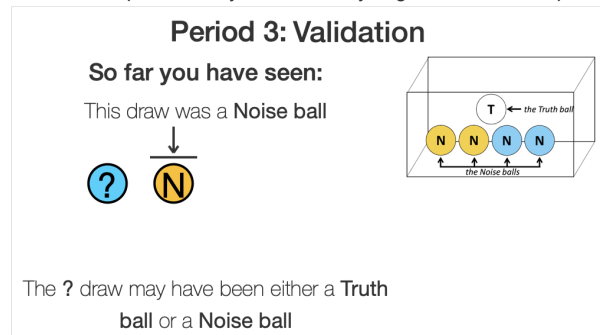 Period 3: Validation
So far you have seen:
This draw was a Noise ball
?
N
T
the Truth ball
N
N
N
N
the Noise balls
The ? draw may have been either a Truth
ball or a Noise ball